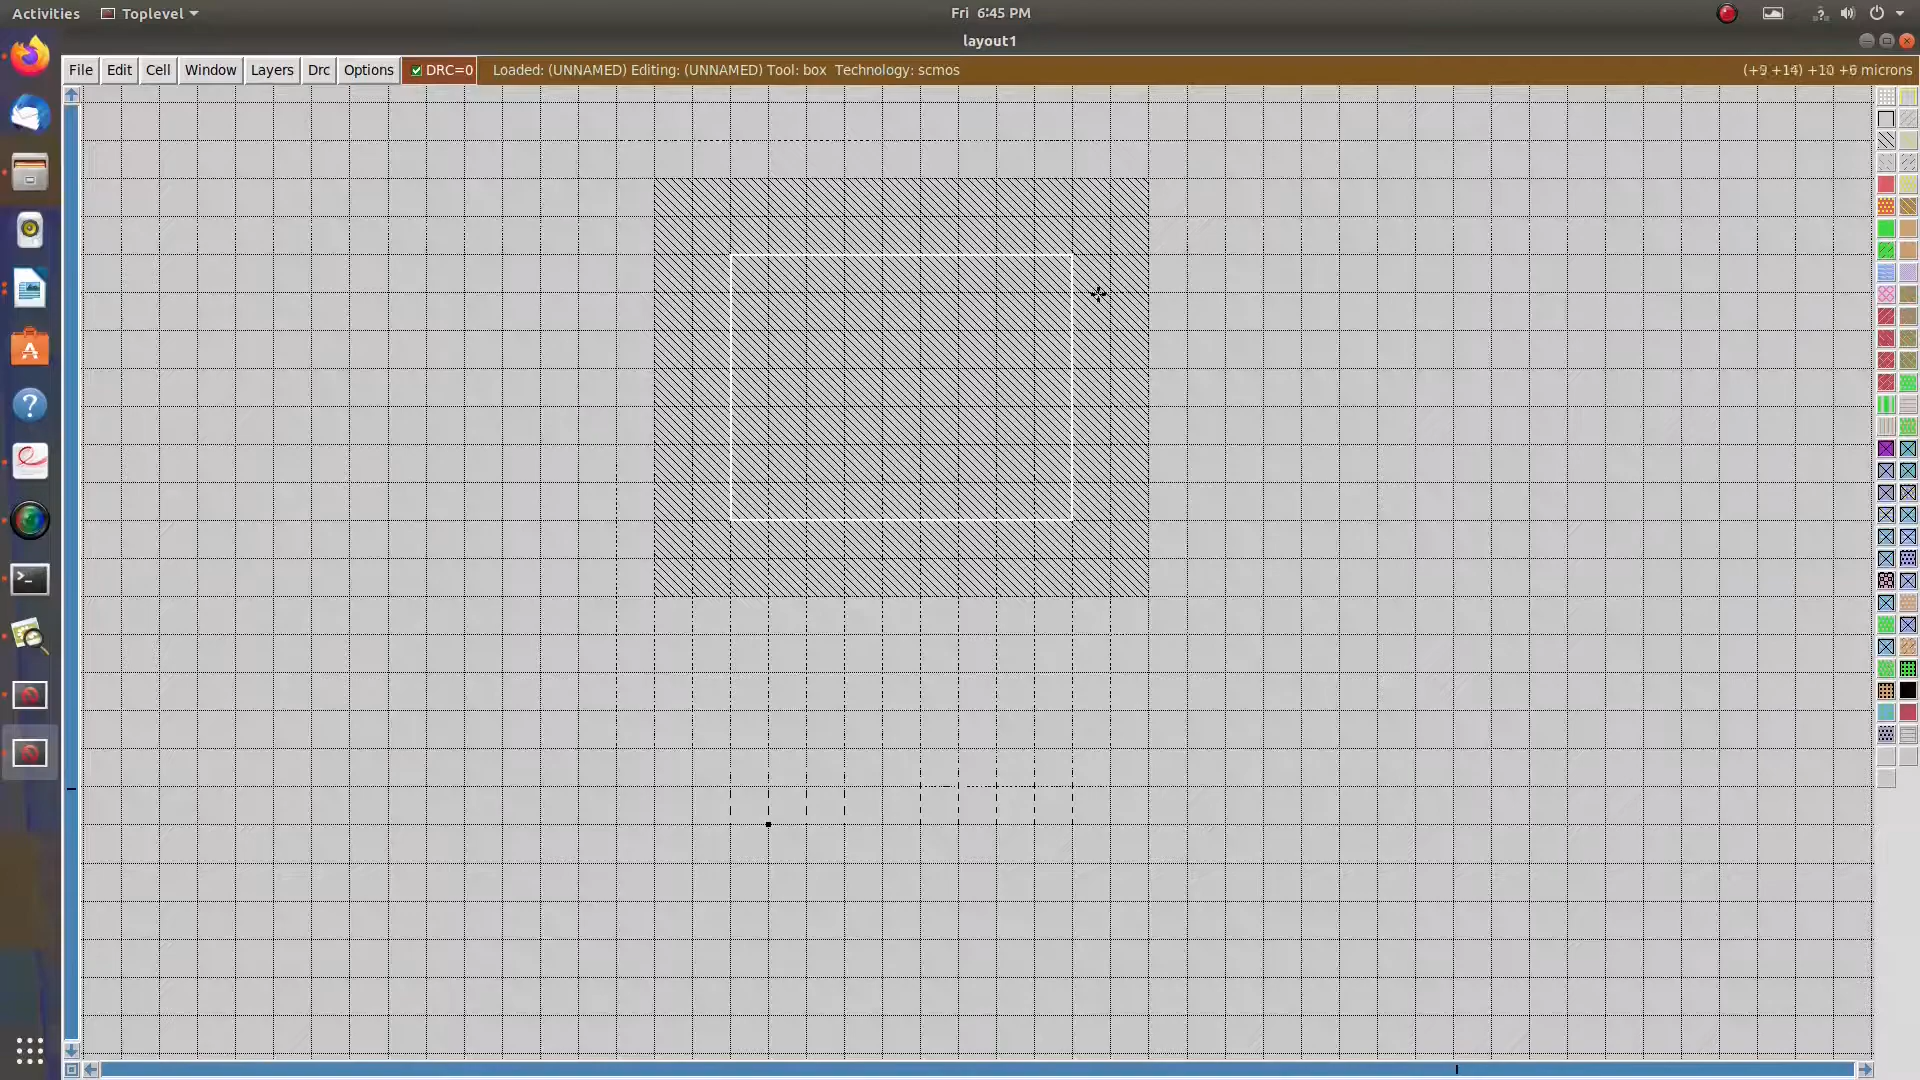 Activities Toplevel Fri 6:45 PM
layout1
File Edit Cell Window Layers Drc Options DRC=0 Loaded: (UNNAMED) Editing: (UNNAMED) Tool: box Technology: scmos (+9 +14) +10 +6 microns